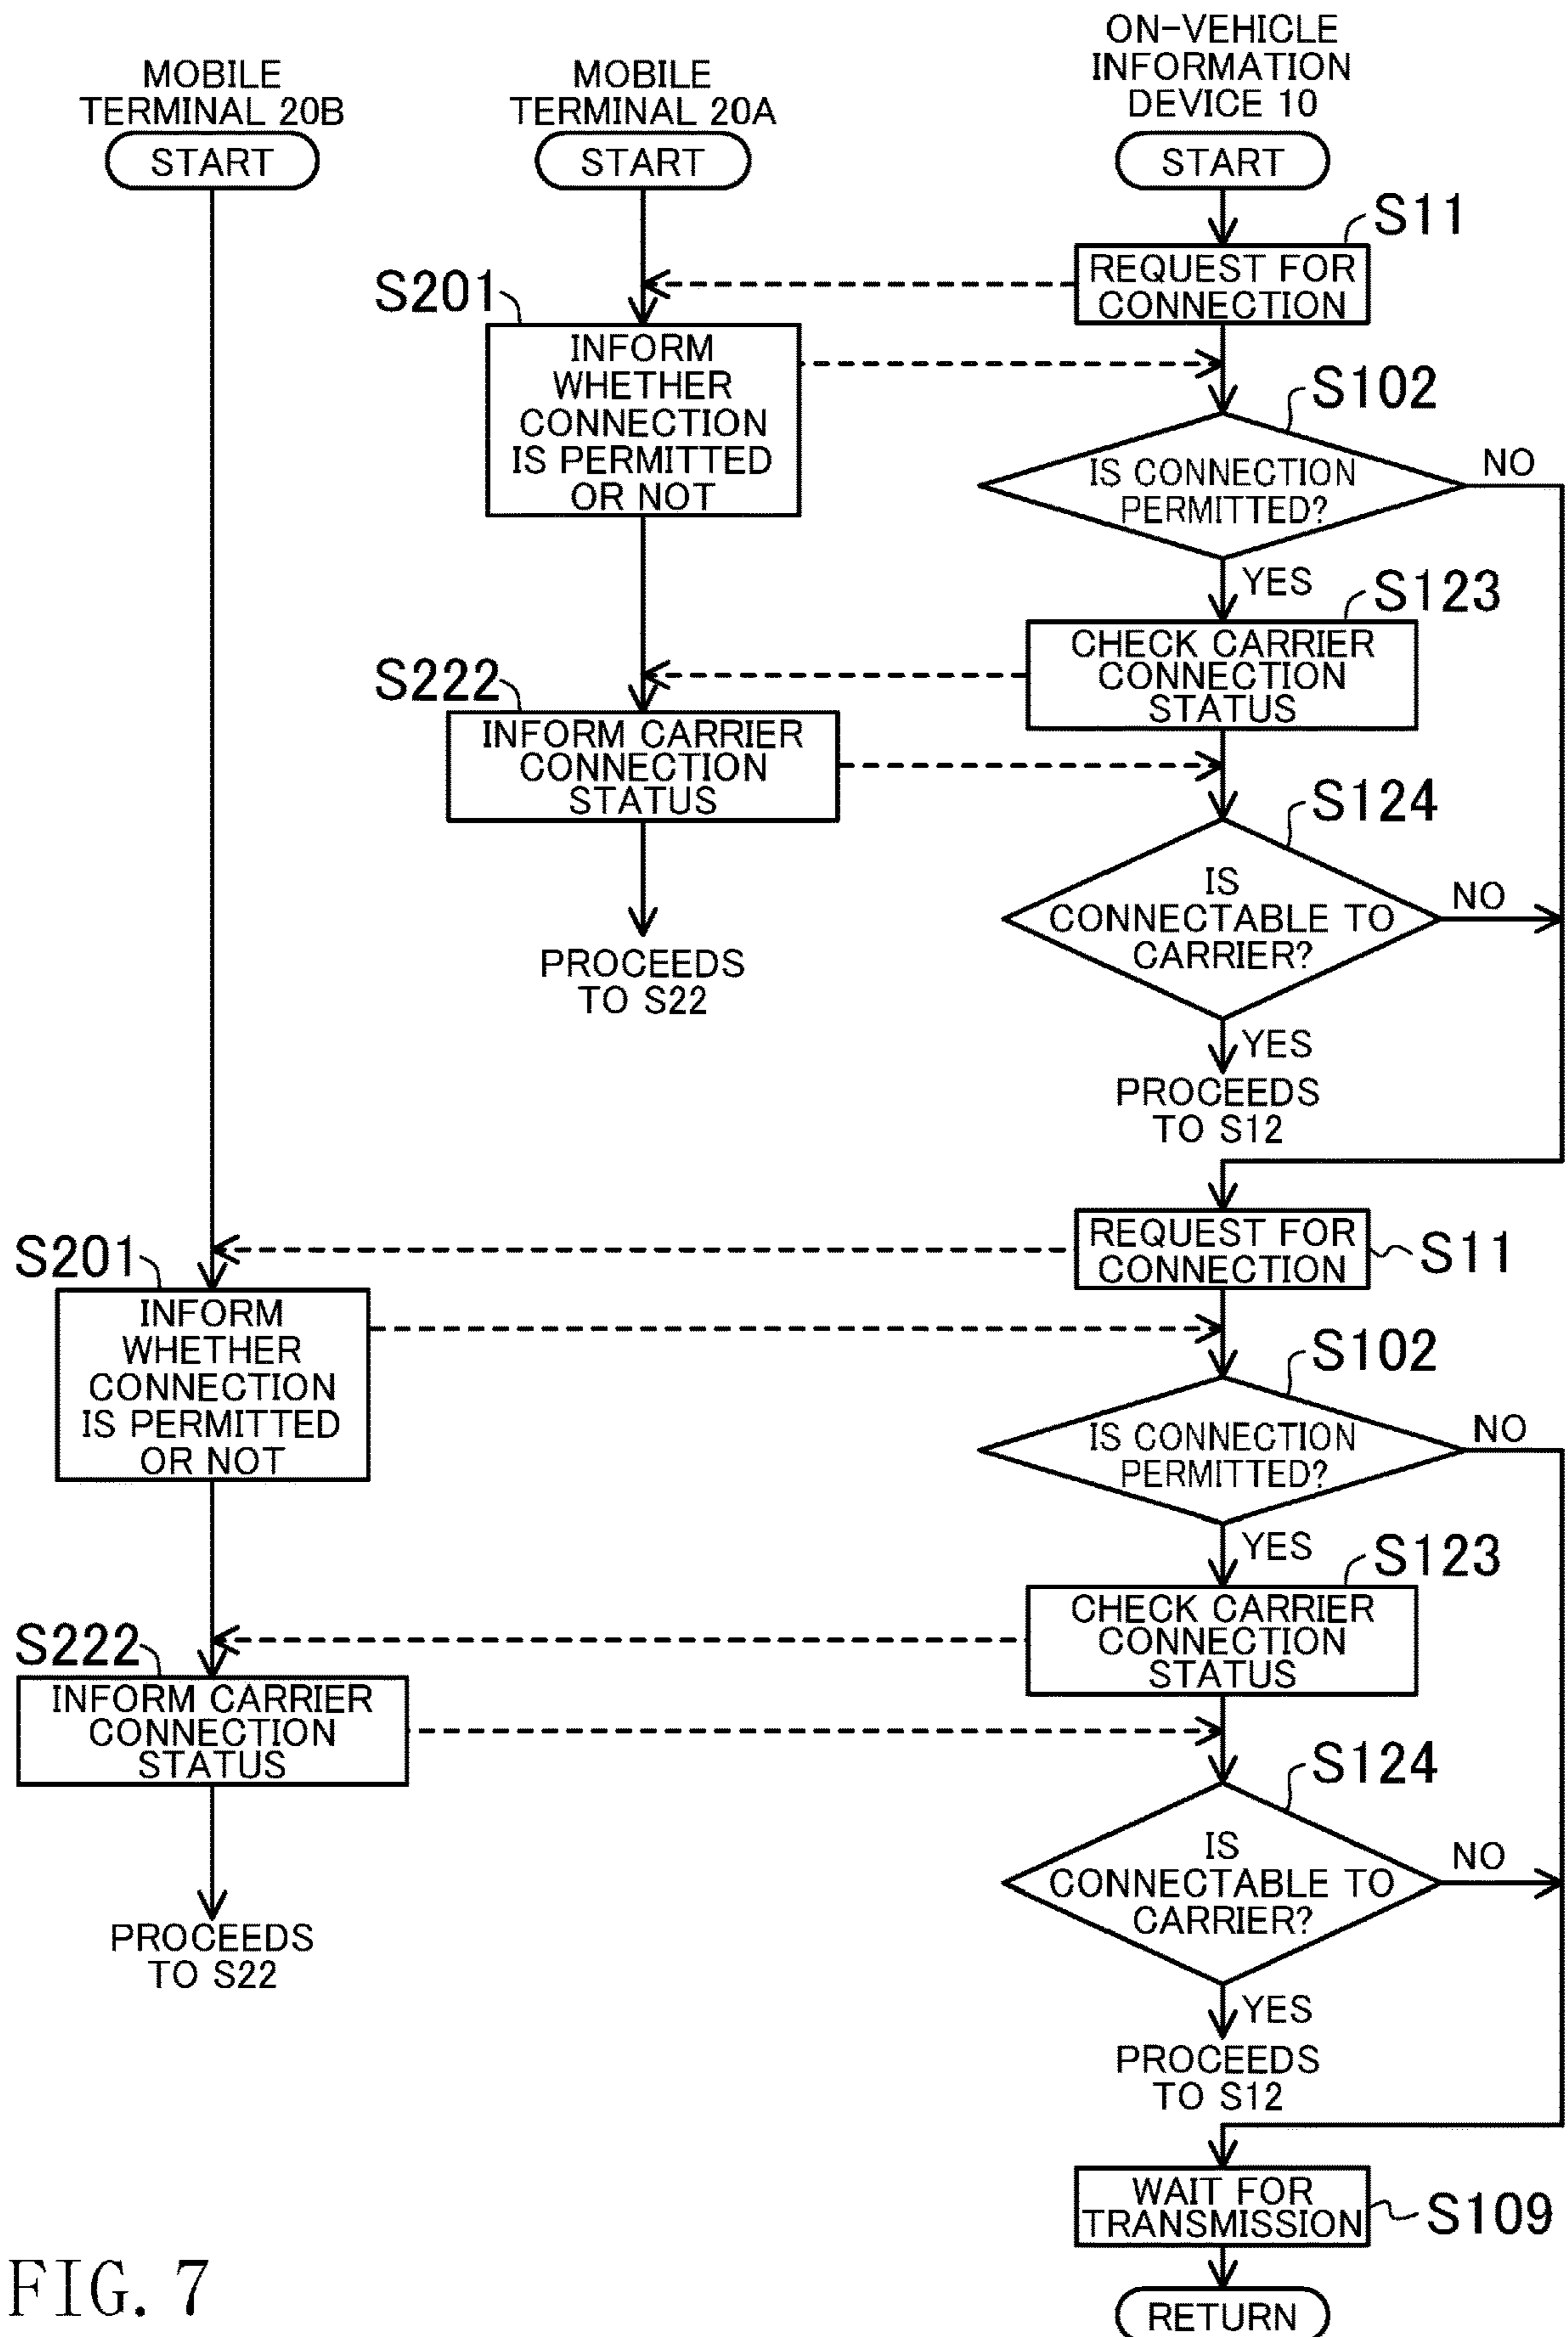 MOBILE
TERMINAL 20B
START
MOBILE
TERMINAL 20A
START
ON-VEHICLE
INFORMATION
DEVICE 10
START
S11
REQUEST FOR
CONNECTION
S201
INFORM
WHETHER
CONNECTION
IS PERMITTED
OR NOT
S102
IS CONNECTION
PERMITTED?
NO
YES
S123
CHECK CARRIER
CONNECTION
STATUS
S222
INFORM CARRIER
CONNECTION
STATUS
PROCEEDS
TO S22
S124
IS
CONNECTABLE TO
CARRIER?
NO
YES
PROCEEDS
TO S12
REQUEST FOR
CONNECTION
S11
S201
INFORM
WHETHER
CONNECTION
IS PERMITTED
OR NOT
S102
IS CONNECTION
PERMITTED?
NO
YES
S123
CHECK CARRIER
CONNECTION
STATUS
S222
INFORM CARRIER
CONNECTION
STATUS
PROCEEDS
TO S22
S124
IS
CONNECTABLE TO
CARRIER?
NO
YES
PROCEEDS
TO S12
WAIT FOR
TRANSMISSION
S109
RETURN
FIG. 7